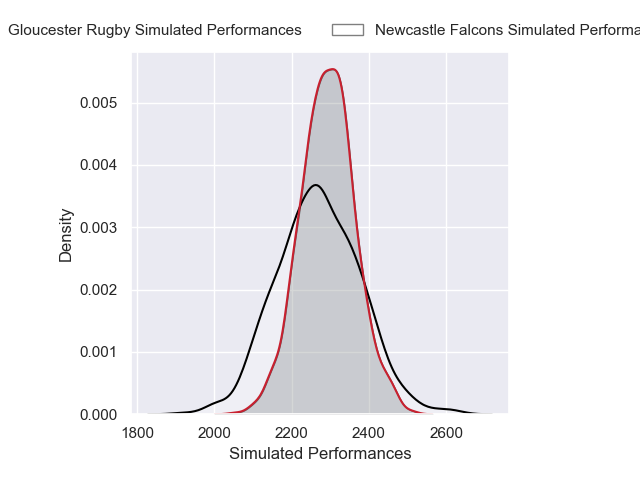 Gloucester Rugby Simulated Performances Newcastle Falcons Simulated Performa
0.005
0.004
0.003
0.002
0.001
0.000
Density
1800 2000 2200 2400 2600
Simulated Performances